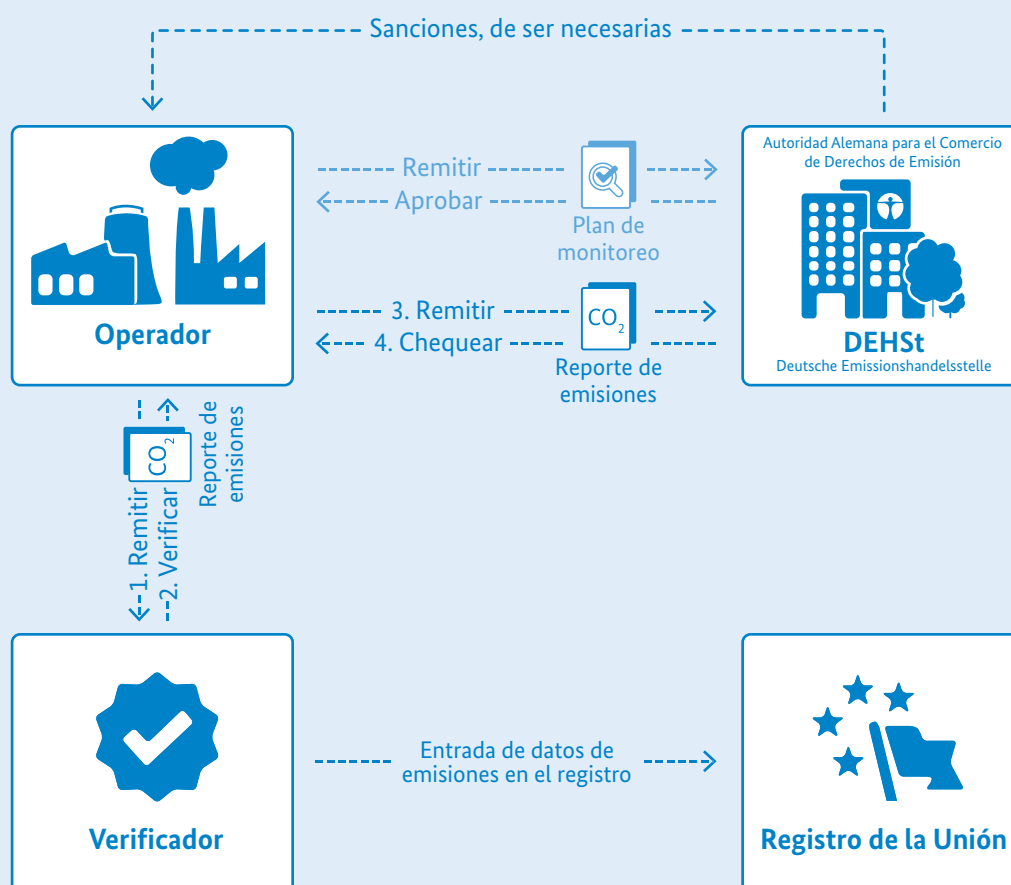 Sanciones, de ser necesarias
Autoridad Alemana para el Comercio
de Derechos de Emisión
Remitir
Aprobar
Plan de
monitoreo
3. Remitir
4. Chequear
CO₂
Reporte de
emisiones
Operador
DEHSt
Deutsche Emissionshandelsstelle
CO₂
Reporte de
emisiones
1. Remitir
2. Verificar
Entrada de datos de
emisiones en el registro
Verificador
Registro de la Unión